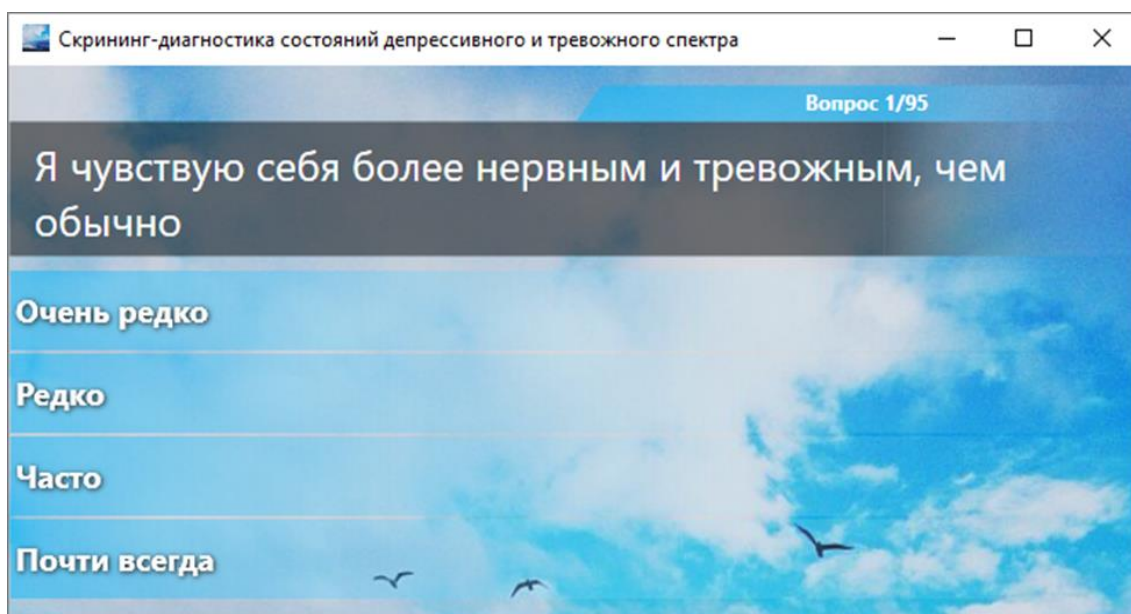 Скрининг-диагностика состояний депрессивного и тревожного спектра
Вопрос 1/95
Я чувствую себя более нервным и тревожным, чем
обычно
Очень редко
Редко
Часто
Почти всегда